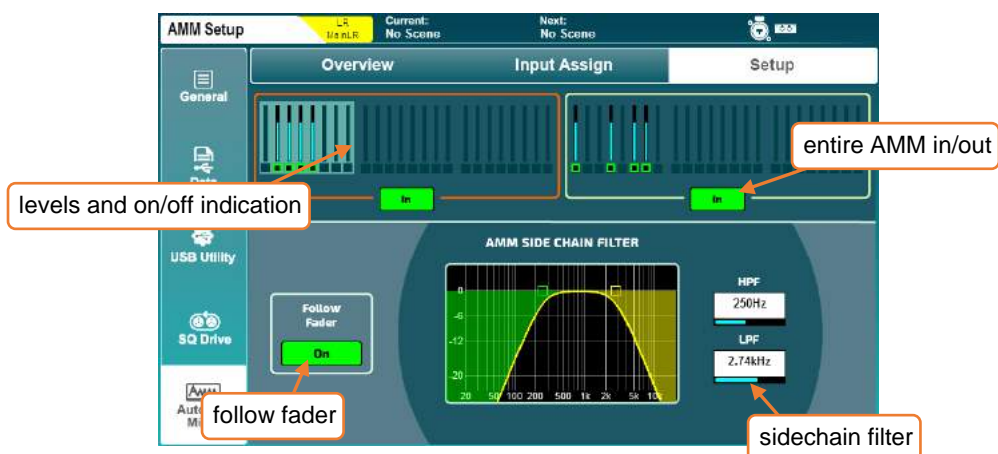 AMM Setup
LR
Current:
No Scene
Next:
No Scene
Overview
Input Assign
Setup
General
entire AMM in/out
levels and on/off indication
In
In
USB Utility
AMM SIDE CHAIN FILTER
0
-6
-12
-20
20 50 100 200 500 1k 2k 5k
HPF
250Hz
LPF
2.74kHz
Follow
Fader
On
SQ Drive
follow fader
sidechain filter